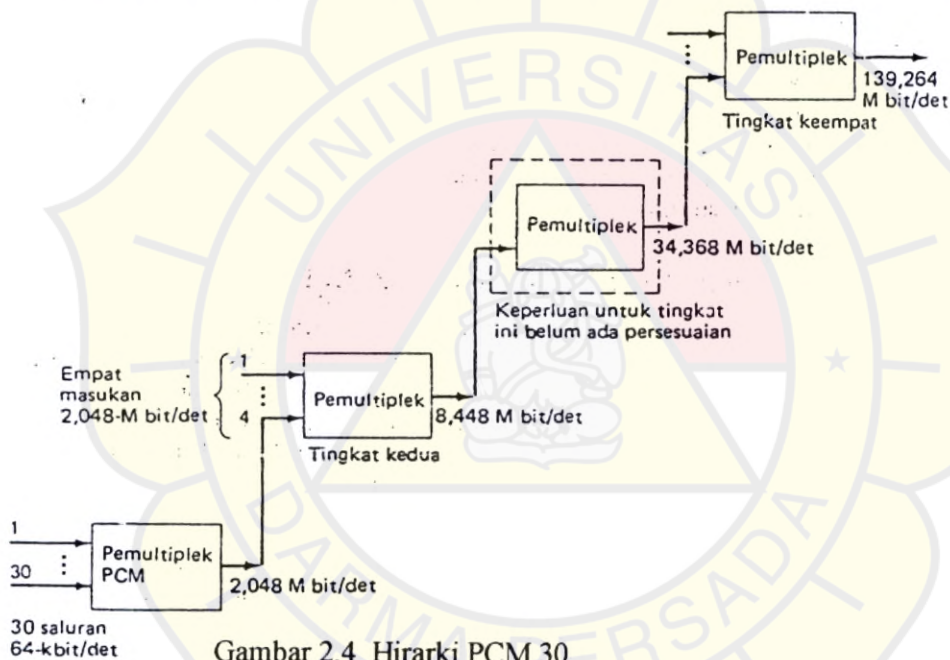 Pemultiplek
139,264
M bit/det
Tingkat keempat
Pemultiplek
34,368 M bit/det
Keperluan untuk tingkat
ini belum ada persesuaian
Empat
masukan
2,048-M bit/det
1
4
Pemultiplek
8,448 M bit/det
Tingkat kedua
1
30
Pemultiplek
PCM
2,048 M bit/det
30 saluran
64-kbit/det
Gambar 2.4 Hirarki PCM 30
UNIVERSITAS
DARMA PERSADA